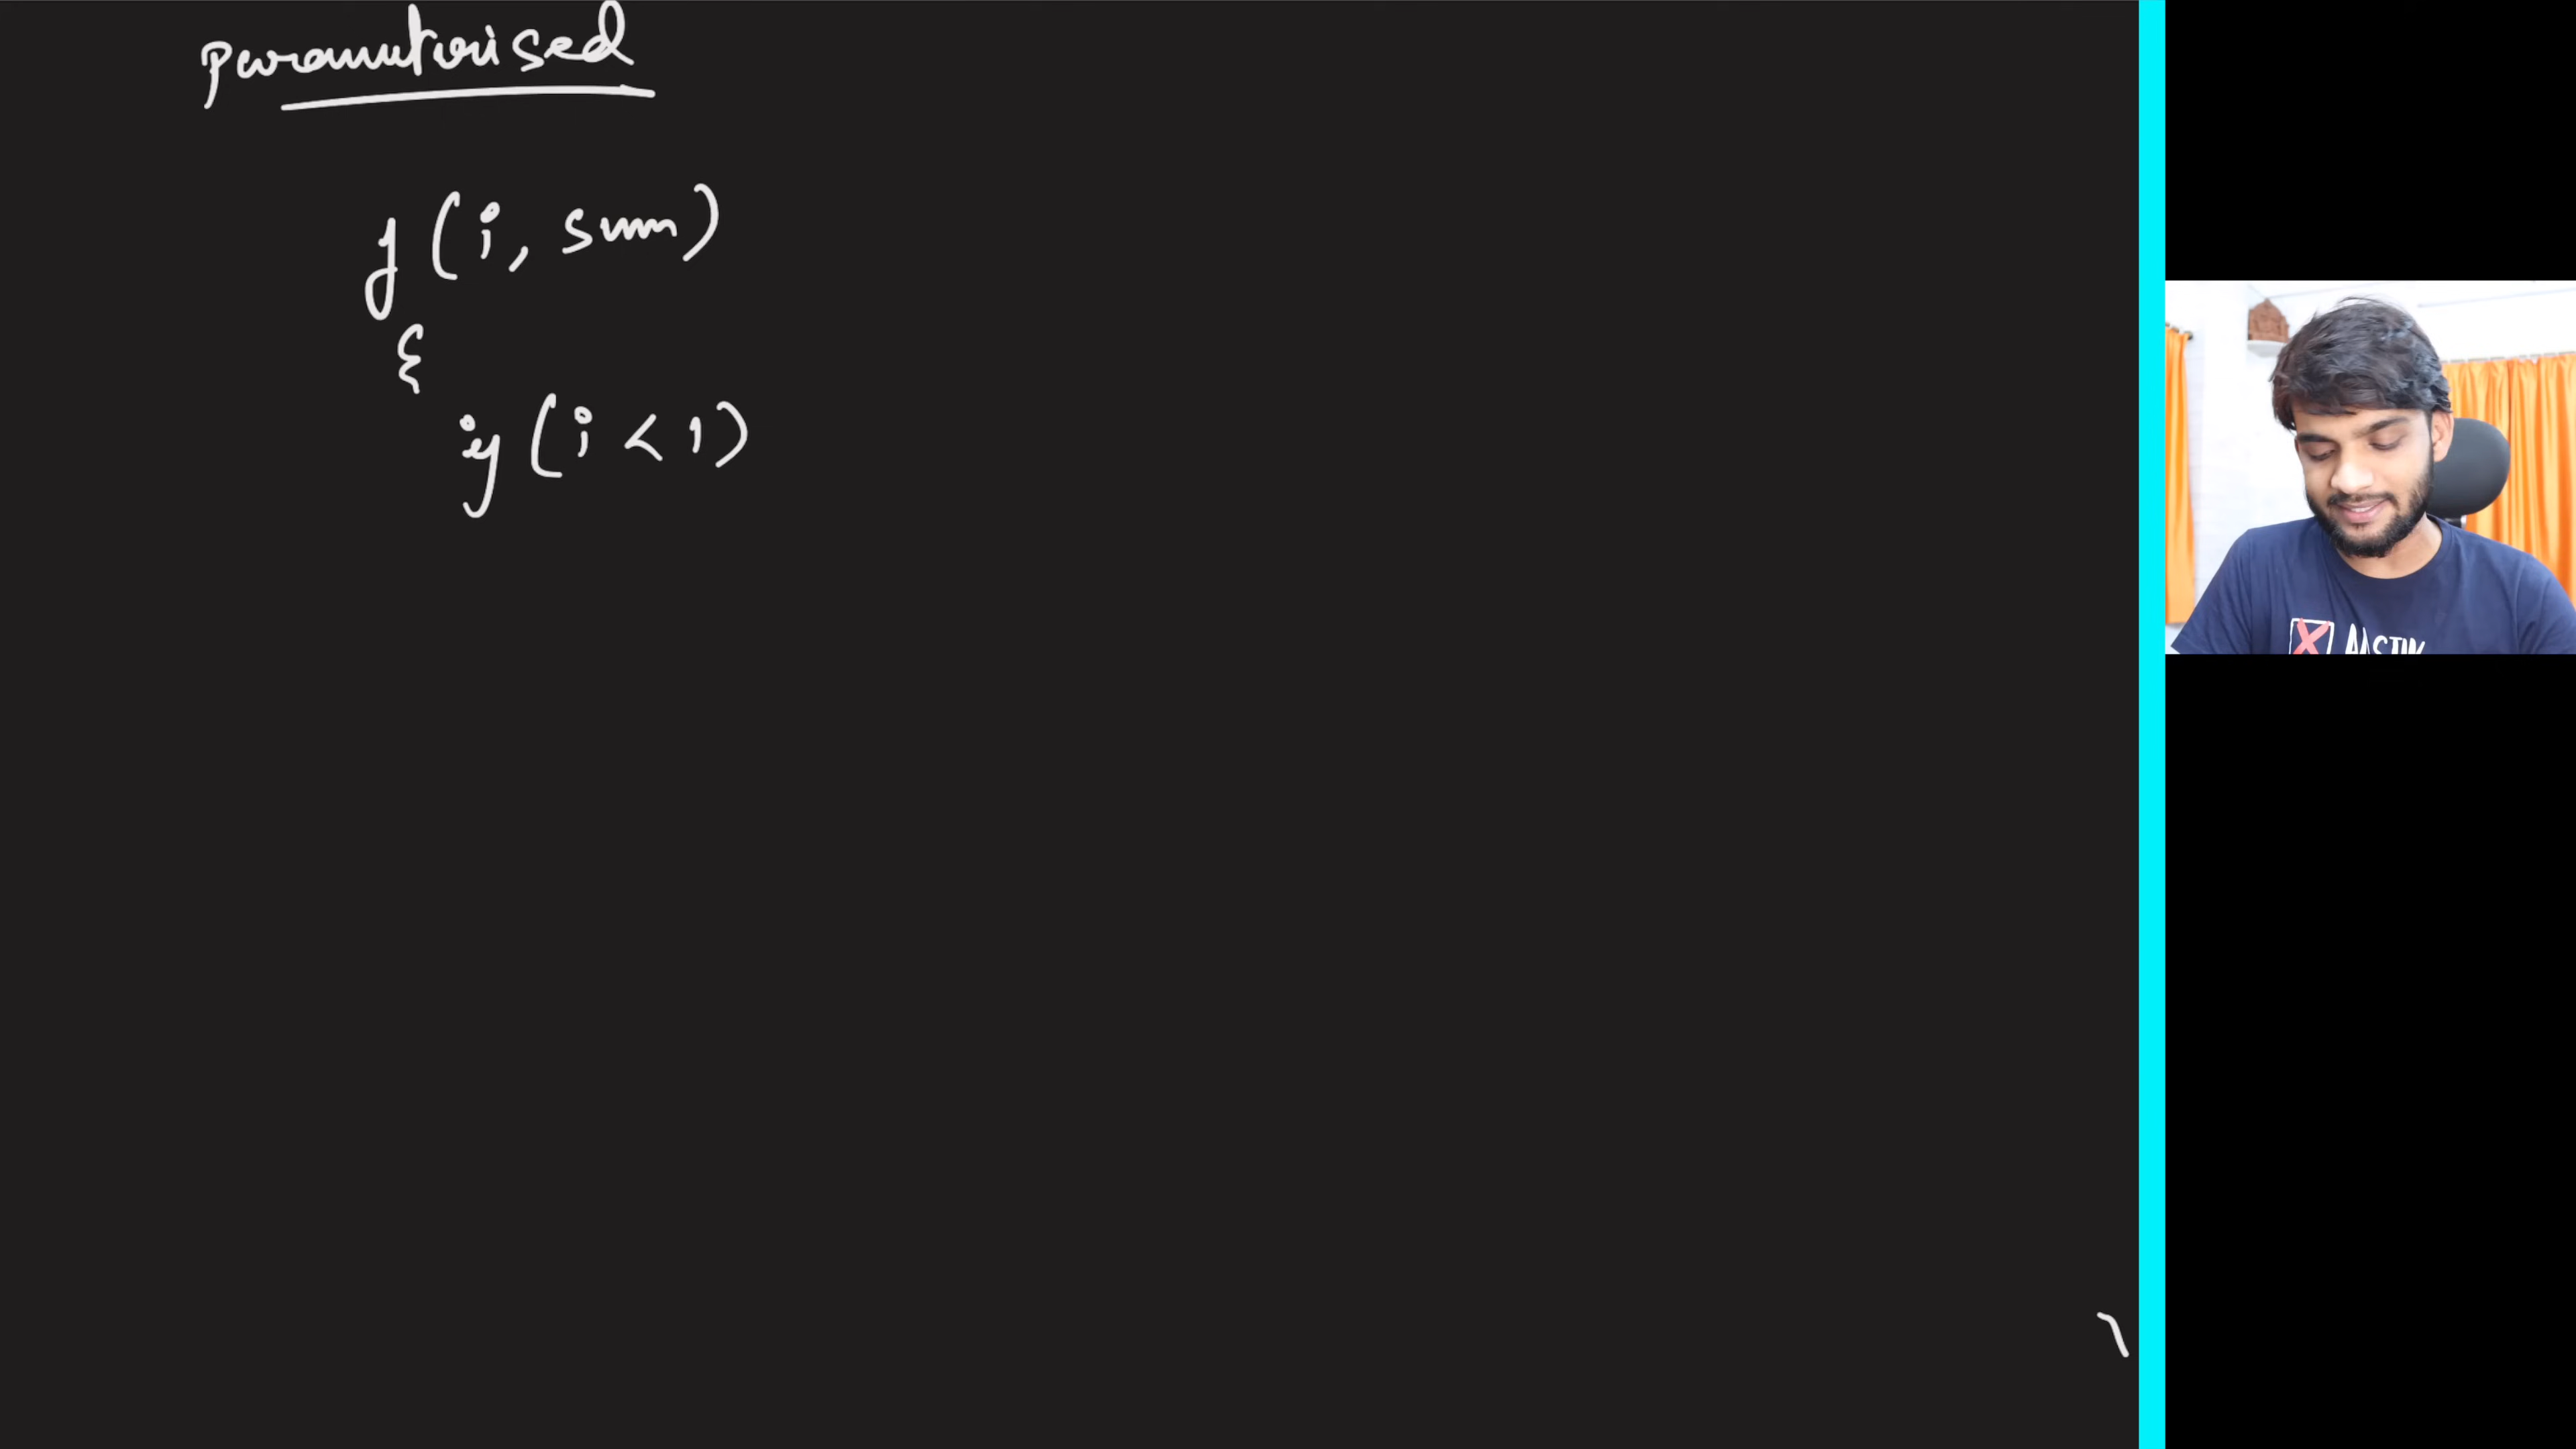 parameterised
f(i, sum)
{
if(i < 1)